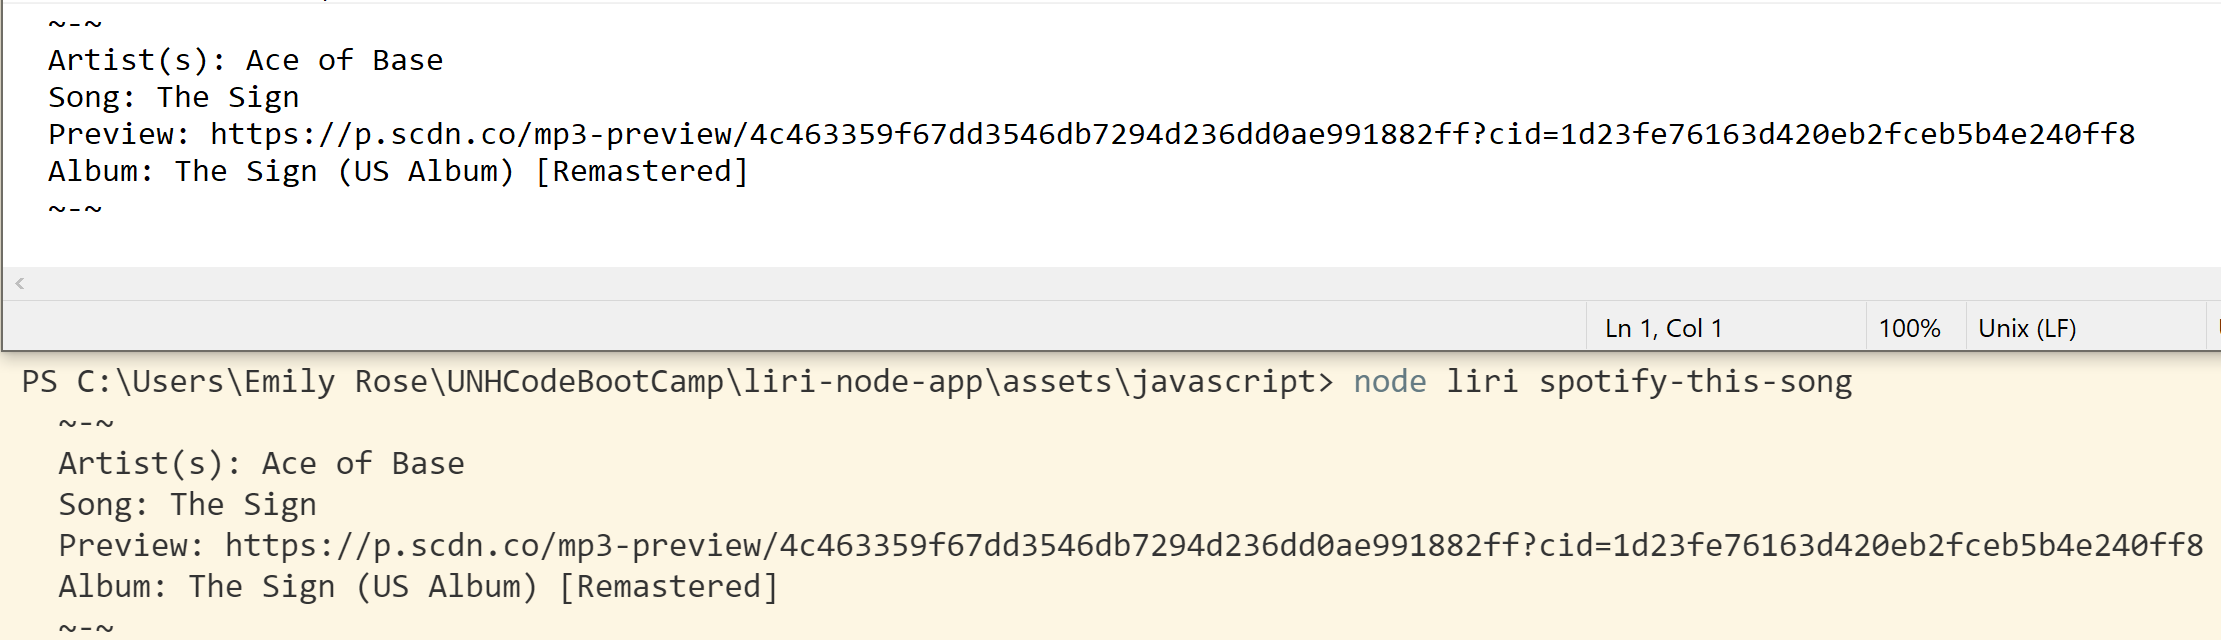 ~-~
Artist(s): Ace of Base
Song: The Sign
Preview: https://p.scdn.co/mp3-preview/4c463359f67dd3546db7294d236dd0ae991882ff?cid=1d23fe76163d420eb2fceb5b4e240ff8
Album: The Sign (US Album) [Remastered]
~-~
Ln 1, Col 1 100% Unix (LF)
PS C:\Users\Emily Rose\UNHCodeBootCamp\liri-node-app\assets\javascript> node liri spotify-this-song
~-~
Artist(s): Ace of Base
Song: The Sign
Preview: https://p.scdn.co/mp3-preview/4c463359f67dd3546db7294d236dd0ae991882ff?cid=1d23fe76163d420eb2fceb5b4e240ff8
Album: The Sign (US Album) [Remastered]
~-~